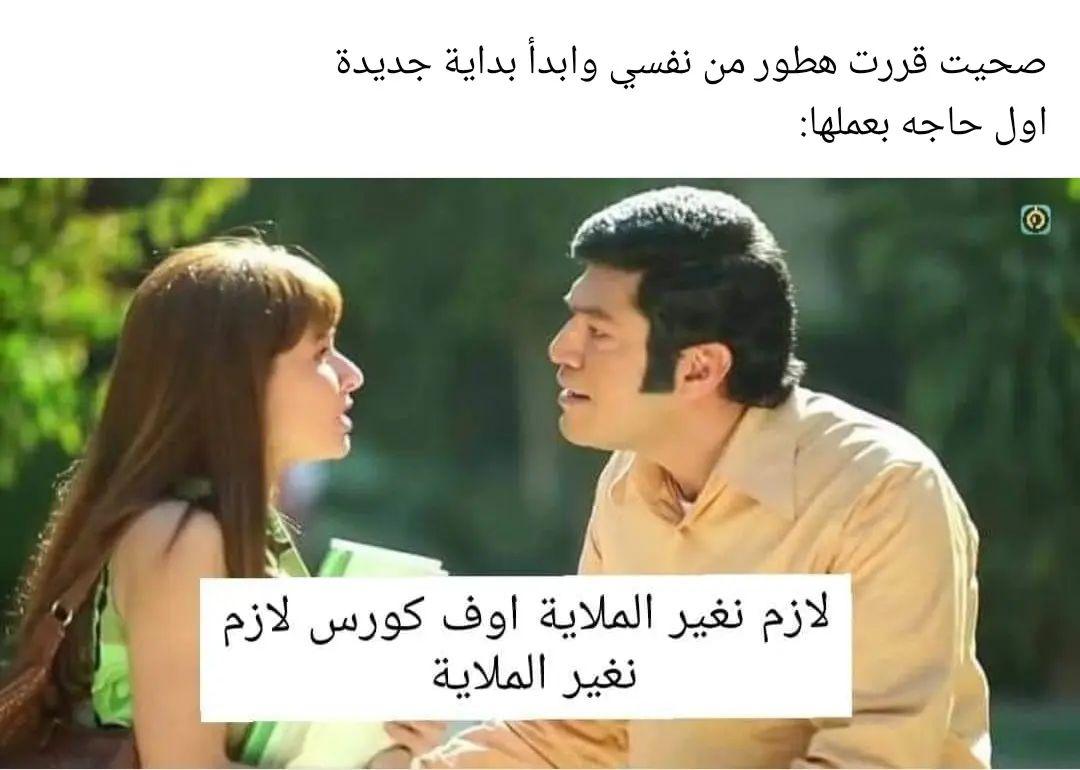 صحيت قررت هطور من نفسي وابدأ بداية جديدة
اول حاجه بعملها:
لازم نغير الملاية اوف كورس لازم
نغير الملاية